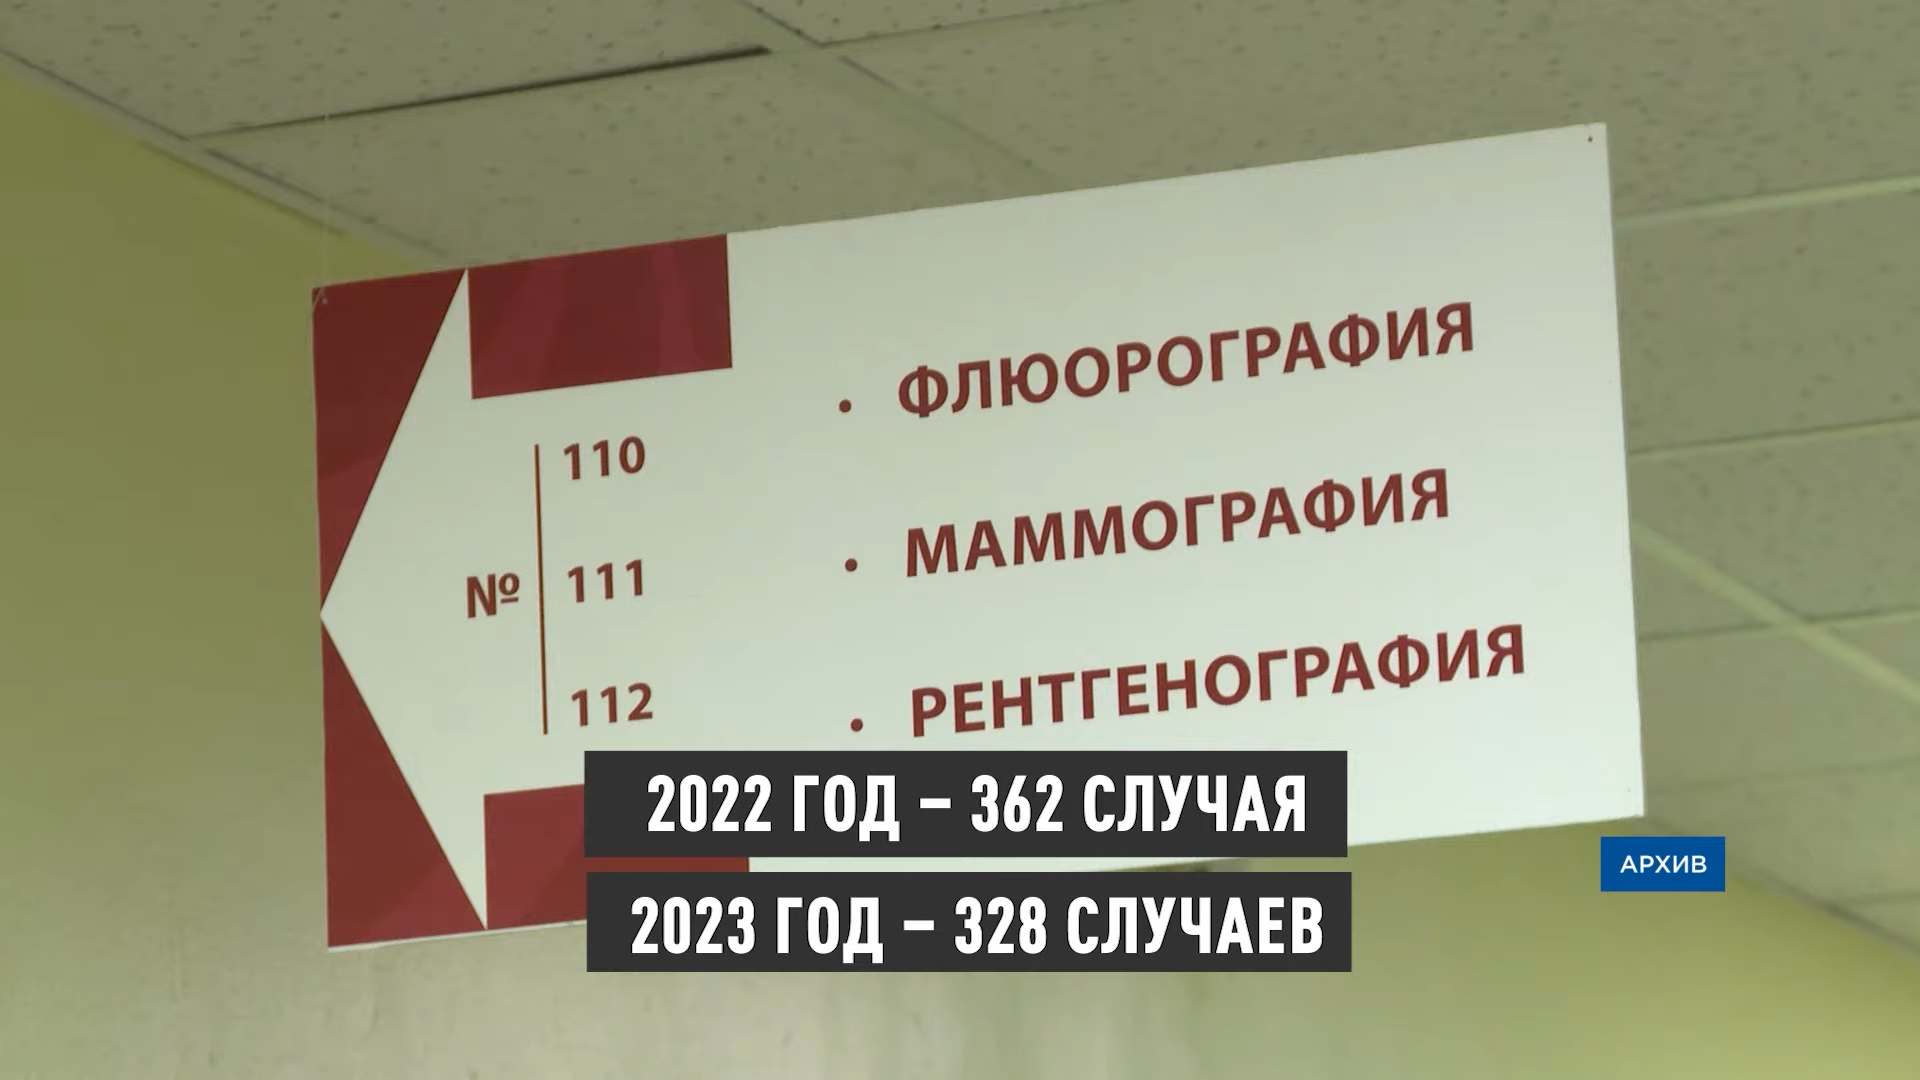 • ФЛЮОРОГРАФИЯ
• МАММОГРАФИЯ
• РЕНТГЕНОГРАФИЯ
№
110
111
112
2022 ГОД – 362 СЛУЧАЯ
2023 ГОД – 328 СЛУЧАЕВ
АРХИВ